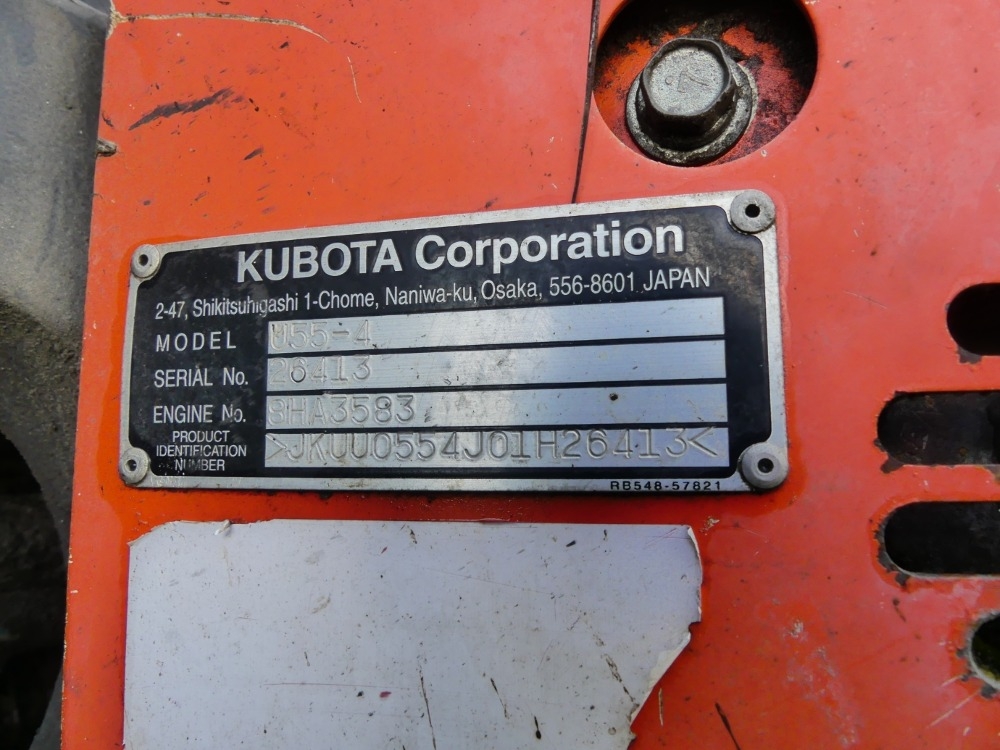 KUBOTA Corporation
2-47, Shikitsuhigashi 1-Chome, Naniwa-ku, Osaka, 556-8601 JAPAN
MODEL U55-4
SERIAL No. 26413
ENGINE No. 8HA3583
PRODUCT IDENTIFICATION NUMBER >JKUU0554J01H26413<
RB548-57821